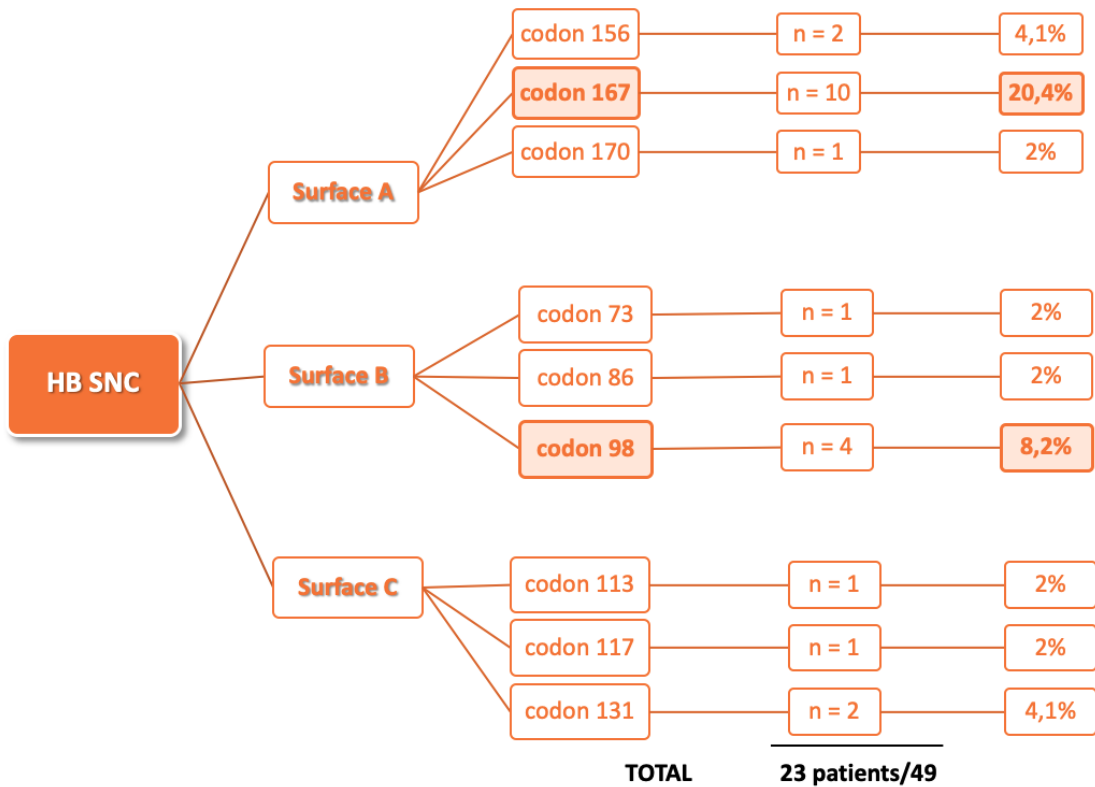 codon 156 n = 2 4,1%
codon 167 n = 10 20,4%
codon 170 n = 1 2%
Surface A
codon 73 n = 1 2%
HB SNC
Surface B
codon 86 n = 1 2%
codon 98 n = 4 8,2%
Surface C
codon 113 n = 1 2%
codon 117 n = 1 2%
codon 131 n = 2 4,1%
TOTAL 23 patients/49